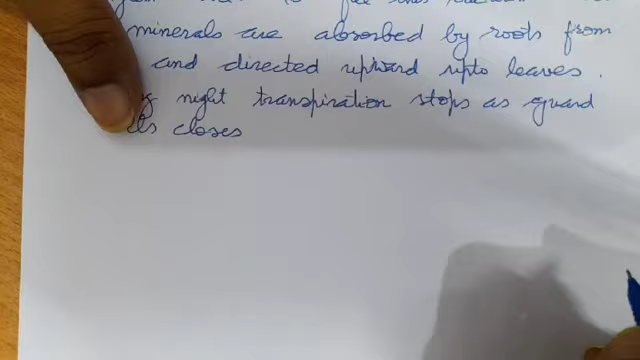 minerals are absorbed by roots from
and directed upward upto leaves.
night transpiration stops as guard
closes